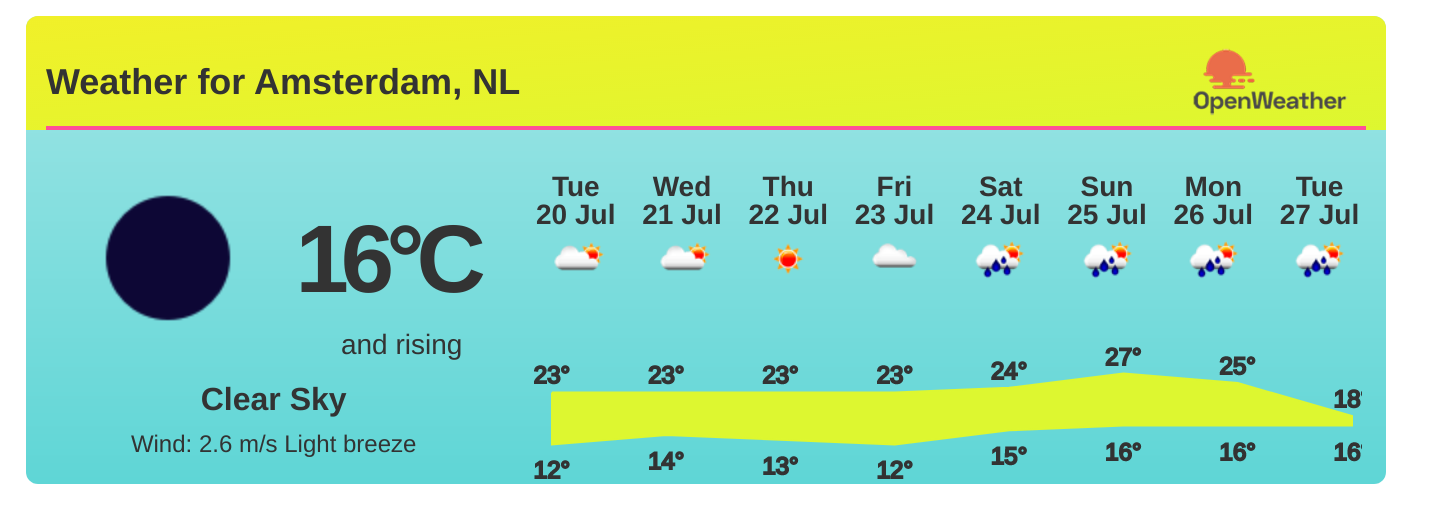 Weather for Amsterdam, NL
OpenWeather
Tue Wed Thu Fri Sat Sun Mon Tue
20 Jul 21 Jul 22 Jul 23 Jul 24 Jul 25 Jul 26 Jul 27 Jul
16°C
and rising
Clear Sky
Wind: 2.6 m/s Light breeze
23° 23° 23° 23° 24° 27° 25° 18°
12° 14° 13° 12° 15° 16° 16° 16°